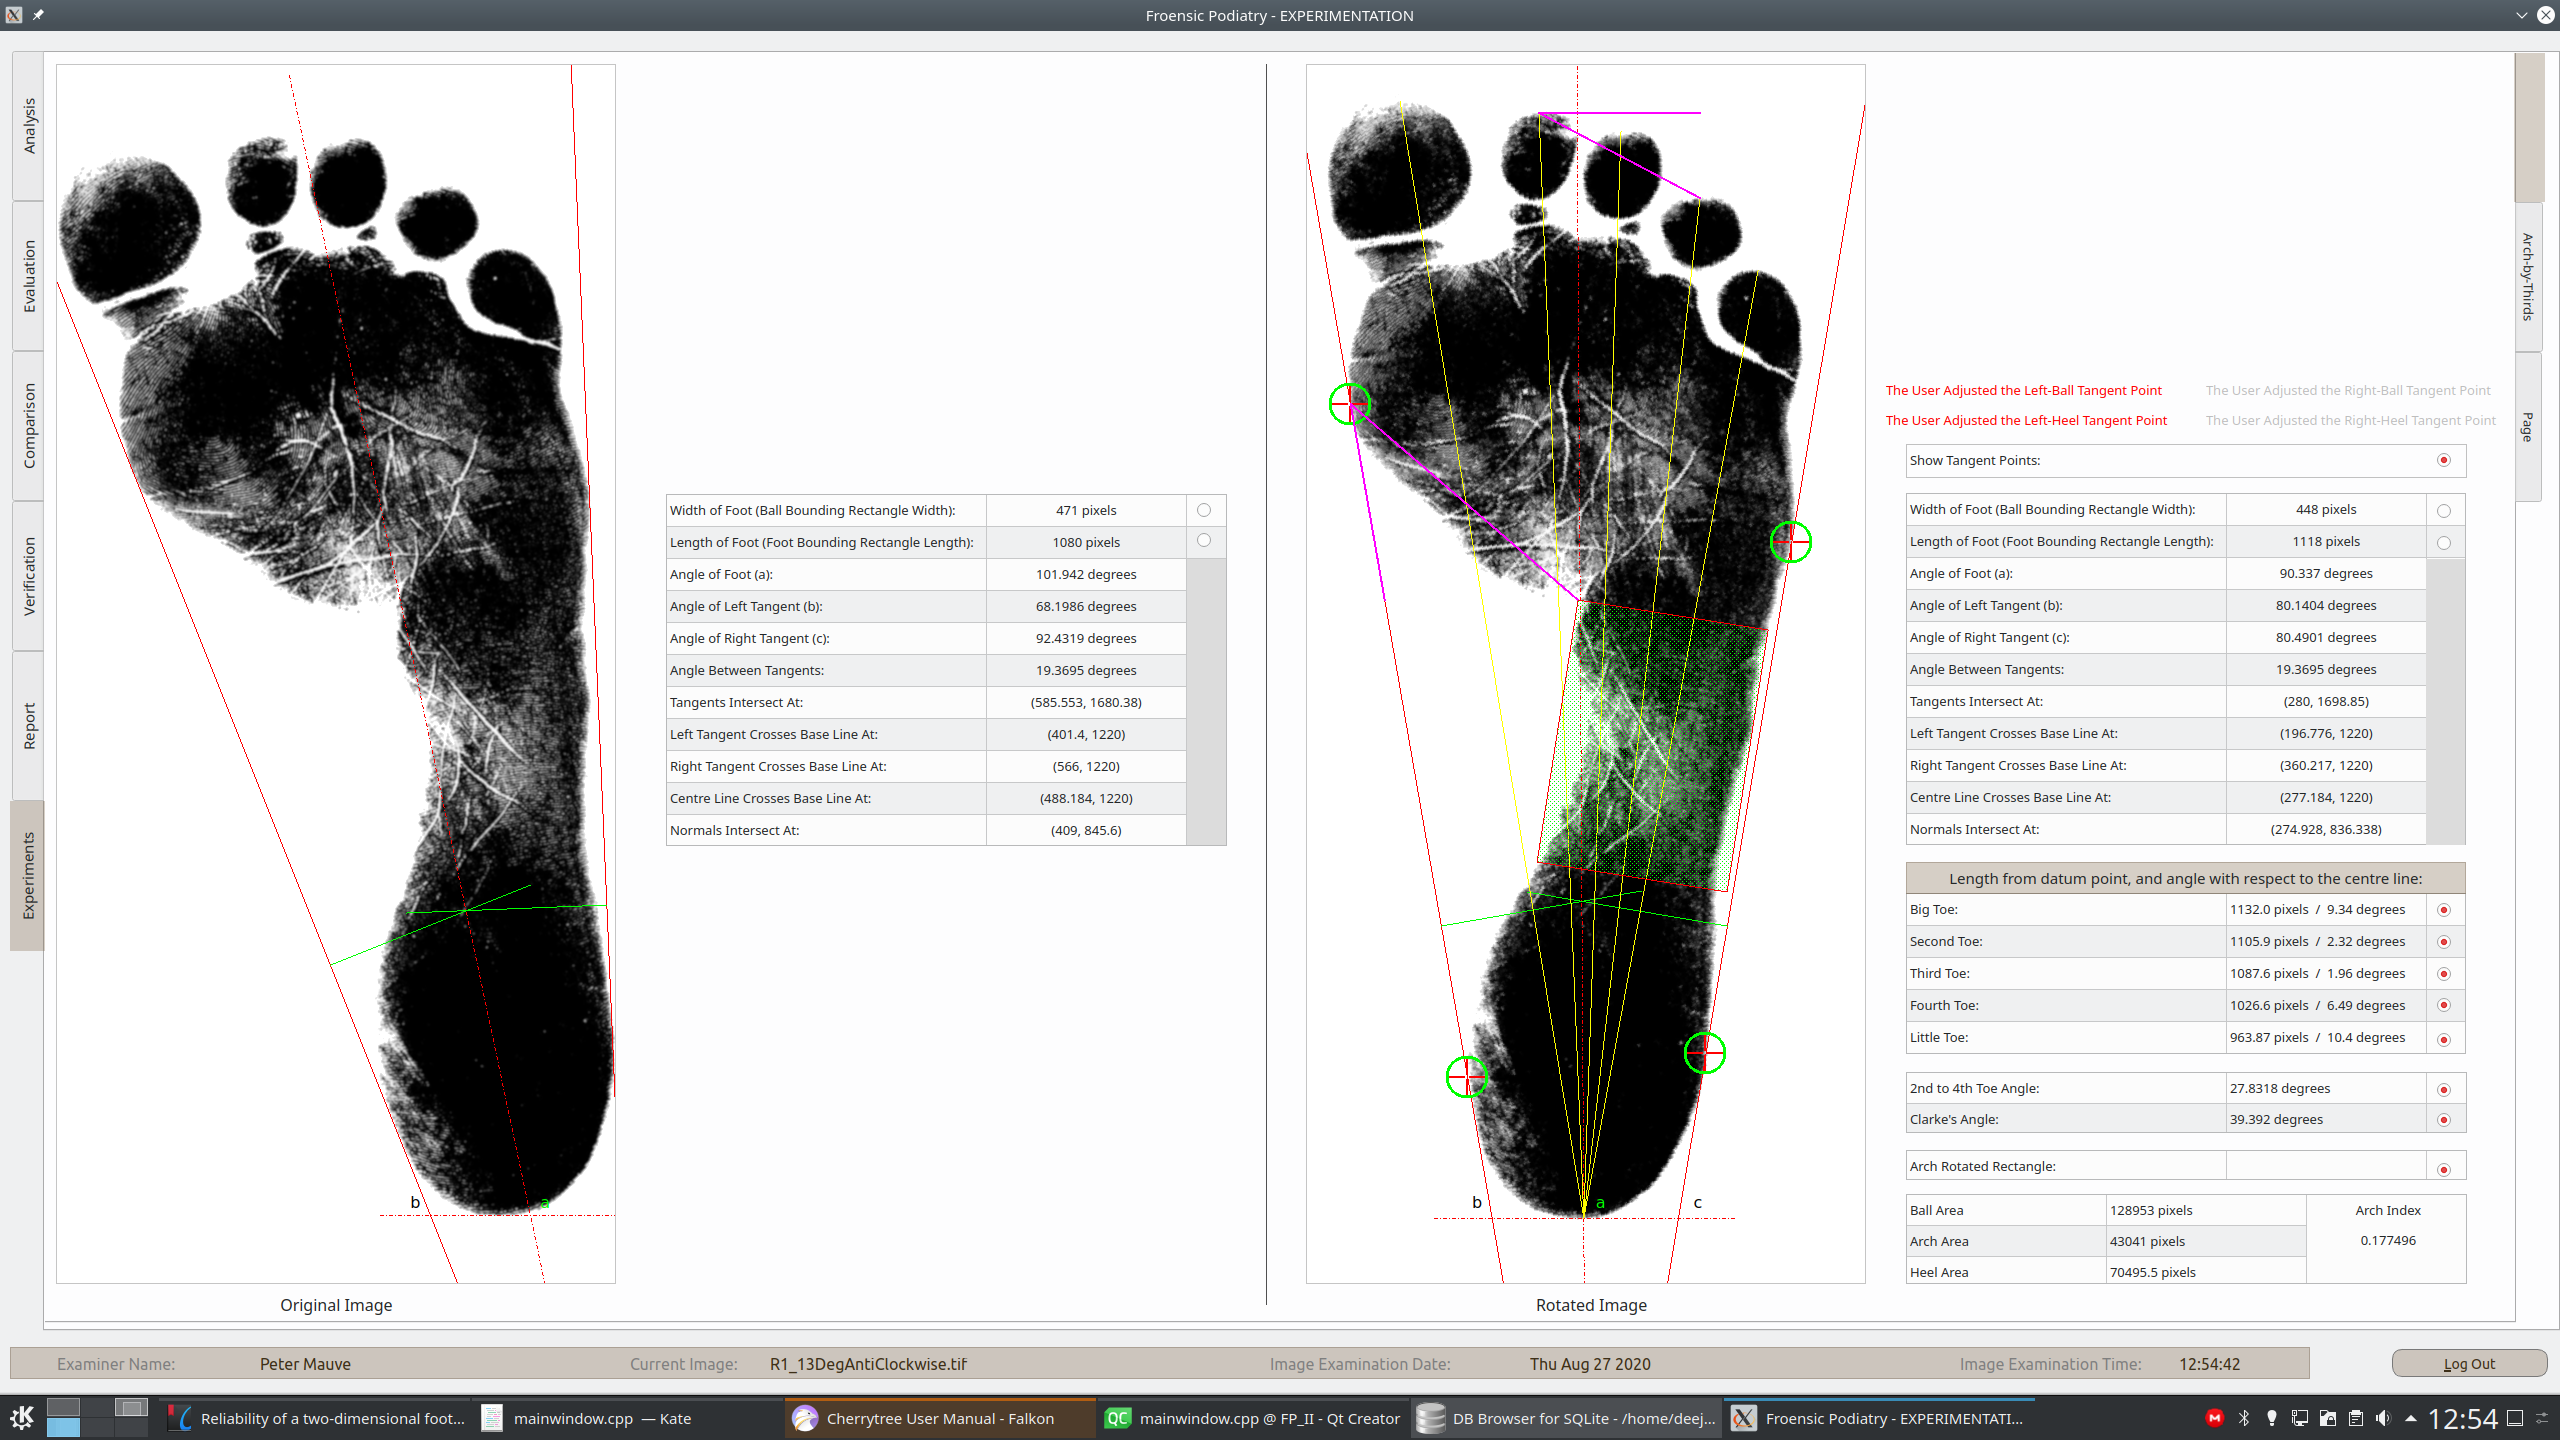 Froensic Podiatry - EXPERIMENTATION
Analysis
Evaluation
Comparison
Verification
Report
Experiments
b
a
Original Image
Width of Foot (Ball Bounding Rectangle Width): 471 pixels
Length of Foot (Foot Bounding Rectangle Length): 1080 pixels
Angle of Foot (a): 101.942 degrees
Angle of Left Tangent (b): 68.1986 degrees
Angle of Right Tangent (c): 92.4319 degrees
Angle Between Tangents: 19.3695 degrees
Tangents Intersect At: (585.553, 1680.38)
Left Tangent Crosses Base Line At: (401.4, 1220)
Right Tangent Crosses Base Line At: (566, 1220)
Centre Line Crosses Base Line At: (488.184, 1220)
Normals Intersect At: (409, 845.6)
b
a
c
Rotated Image
The User Adjusted the Left-Ball Tangent Point The User Adjusted the Right-Ball Tangent Point
The User Adjusted the Left-Heel Tangent Point The User Adjusted the Right-Heel Tangent Point
Show Tangent Points:
Width of Foot (Ball Bounding Rectangle Width): 448 pixels
Length of Foot (Foot Bounding Rectangle Length): 1118 pixels
Angle of Foot (a): 90.337 degrees
Angle of Left Tangent (b): 80.1404 degrees
Angle of Right Tangent (c): 80.4901 degrees
Angle Between Tangents: 19.3695 degrees
Tangents Intersect At: (280, 1698.85)
Left Tangent Crosses Base Line At: (196.776, 1220)
Right Tangent Crosses Base Line At: (360.217, 1220)
Centre Line Crosses Base Line At: (277.184, 1220)
Normals Intersect At: (274.928, 836.338)
Length from datum point, and angle with respect to the centre line:
Big Toe: 1132.0 pixels / 9.34 degrees
Second Toe: 1105.9 pixels / 2.32 degrees
Third Toe: 1087.6 pixels / 1.96 degrees
Fourth Toe: 1026.6 pixels / 6.49 degrees
Little Toe: 963.87 pixels / 10.4 degrees
2nd to 4th Toe Angle: 27.8318 degrees
Clarke's Angle: 39.392 degrees
Arch Rotated Rectangle:
Ball Area 128953 pixels Arch Index
Arch Area 43041 pixels 0.177496
Heel Area 70495.5 pixels
Arch-by-Thirds
Page
Examiner Name: Peter Mauve Current Image: R1_13DegAntiClockwise.tif Image Examination Date: Thu Aug 27 2020 Image Examination Time: 12:54:42 Log Out
Reliability of a two-dimensional foot... mainwindow.cpp — Kate Cherrytree User Manual - Falkon QC mainwindow.cpp @ FP_II - Qt Creator DB Browser for SQLite - /home/deej... Froensic Podiatry - EXPERIMENTATI... 12:54